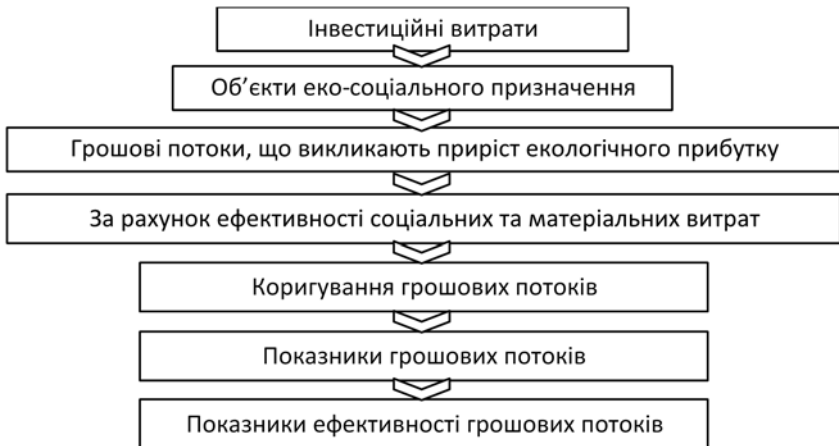 Інвестиційні витрати
Об’єкти еко-соціального призначення
Грошові потоки, що викликають приріст екологічного прибутку
За рахунок ефективності соціальних та матеріальних витрат
Коригування грошових потоків
Показники грошових потоків
Показники ефективності грошових потоків